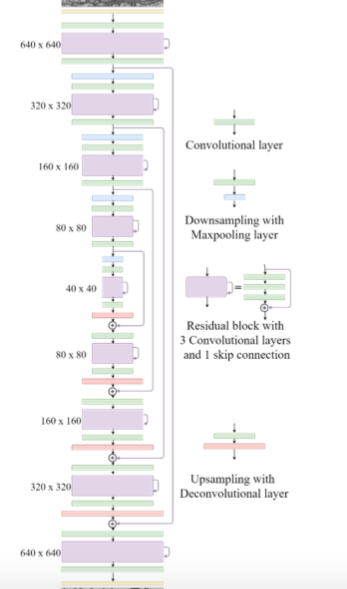 640 x 640
320 x 320
160 x 160
80 x 80
40 x 40
80 x 80
160 x 160
320 x 320
640 x 640
Convolutional layer
Downsampling with
Maxpooling layer
=
Residual block with
3 Convolutional layers
and 1 skip connection
Upsampling with
Deconvolutional layer